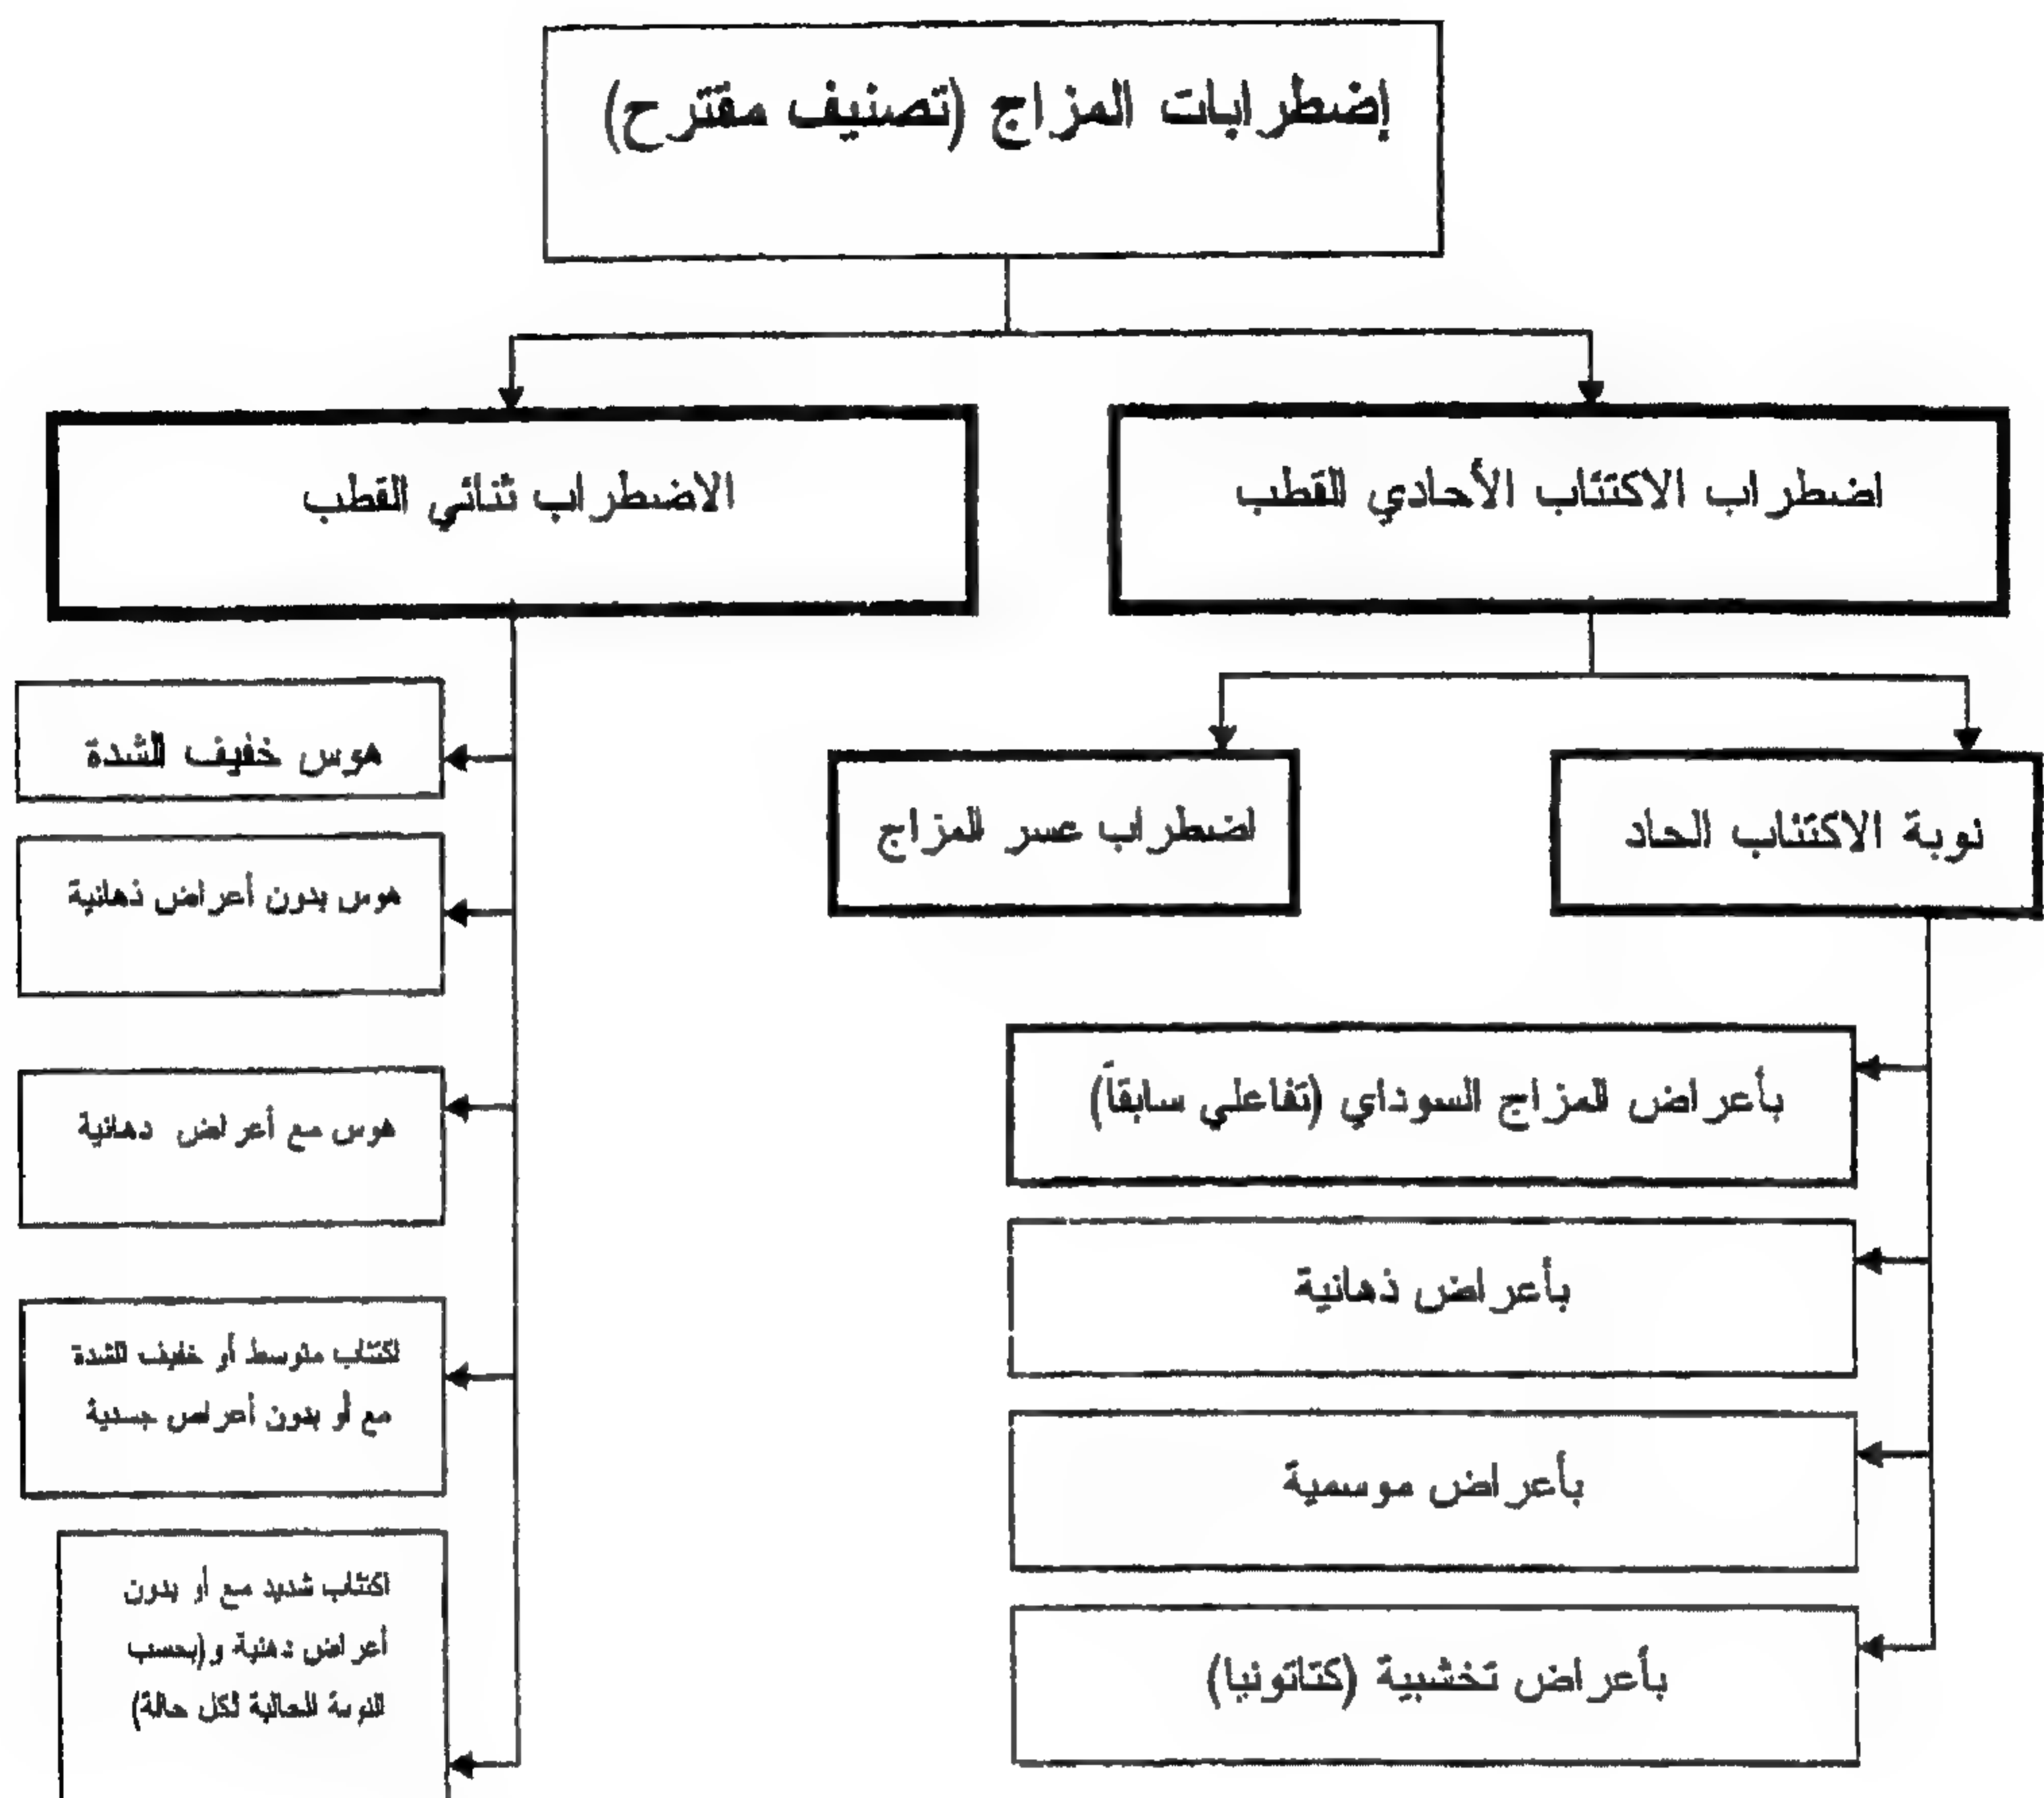 إضطرابات المزاج (تصنيف مقترح)
اضطراب الاكتئاب الأحادي القطب
الاضطراب ثنائي القطب
نوبة الاكتئاب الحاد
اضطراب عسر المزاج
بأعراض المزاج السوداي (تفاعلي سابقاً)
بأعراض ذهانية
بأعراض موسمية
بأعراض تخشبية (كتاتونيا)
هوس خفيف الشدة
هوس بدون أعراض ذهانية
هوس مع أعراض دهانية
اكتئاب متوسط أو خفيف الشدة
مع أو بدون أعراض جسدية
اكتئاب شديد مع أو بدون
أعراض دهنية و(بحسب
النوبة الحالية لكل حالة)